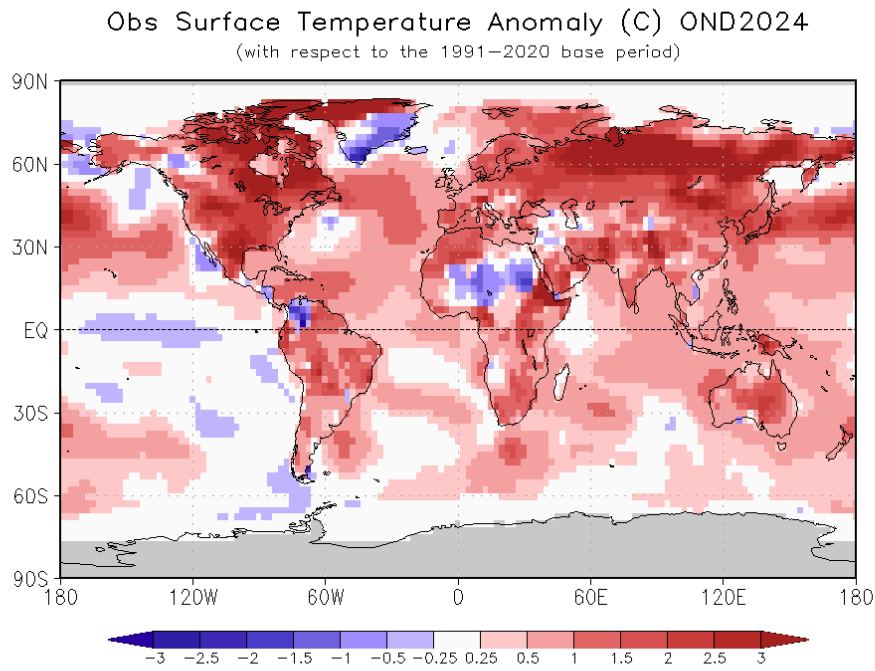 Obs Surface Temperature Anomaly (C) OND2024
(with respect to the 1991–2020 base period)
90N
60N
30N
EQ
30S
60S
90S
180 120W 60W 0 60E 120E 180
−3 −2.5 −2 −1.5 −1 −0.5 −0.25 0.25 0.5 1 1.5 2 2.5 3